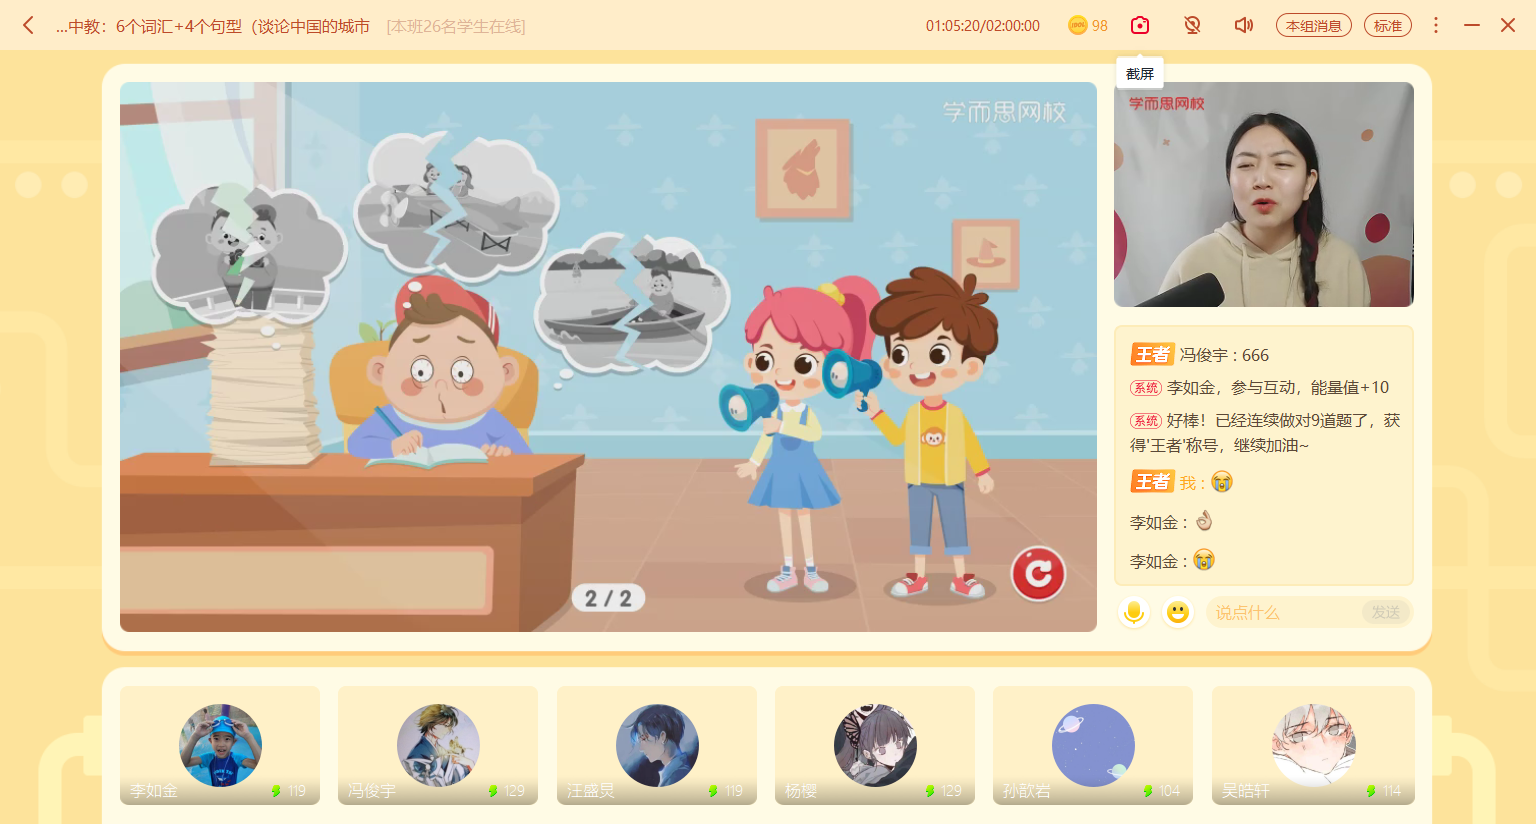 ...中教：6个词汇+4个句型（谈论中国的城市
[本班26名学生在线]
01:05:20/02:00:00
98
本组消息
标准
截屏
学而思网校
学而思网校
2 / 2
王者 冯俊宇：666
系统 李如金，参与互动，能量值+10
系统 好棒！已经连续做对9道题了，获
得'王者'称号，继续加油~
王者 我：
李如金：
李如金：
说点什么
发送
李如金 119
冯俊宇 129
汪盛炅 119
杨樱 129
孙歆岩 104
吴皓轩 114